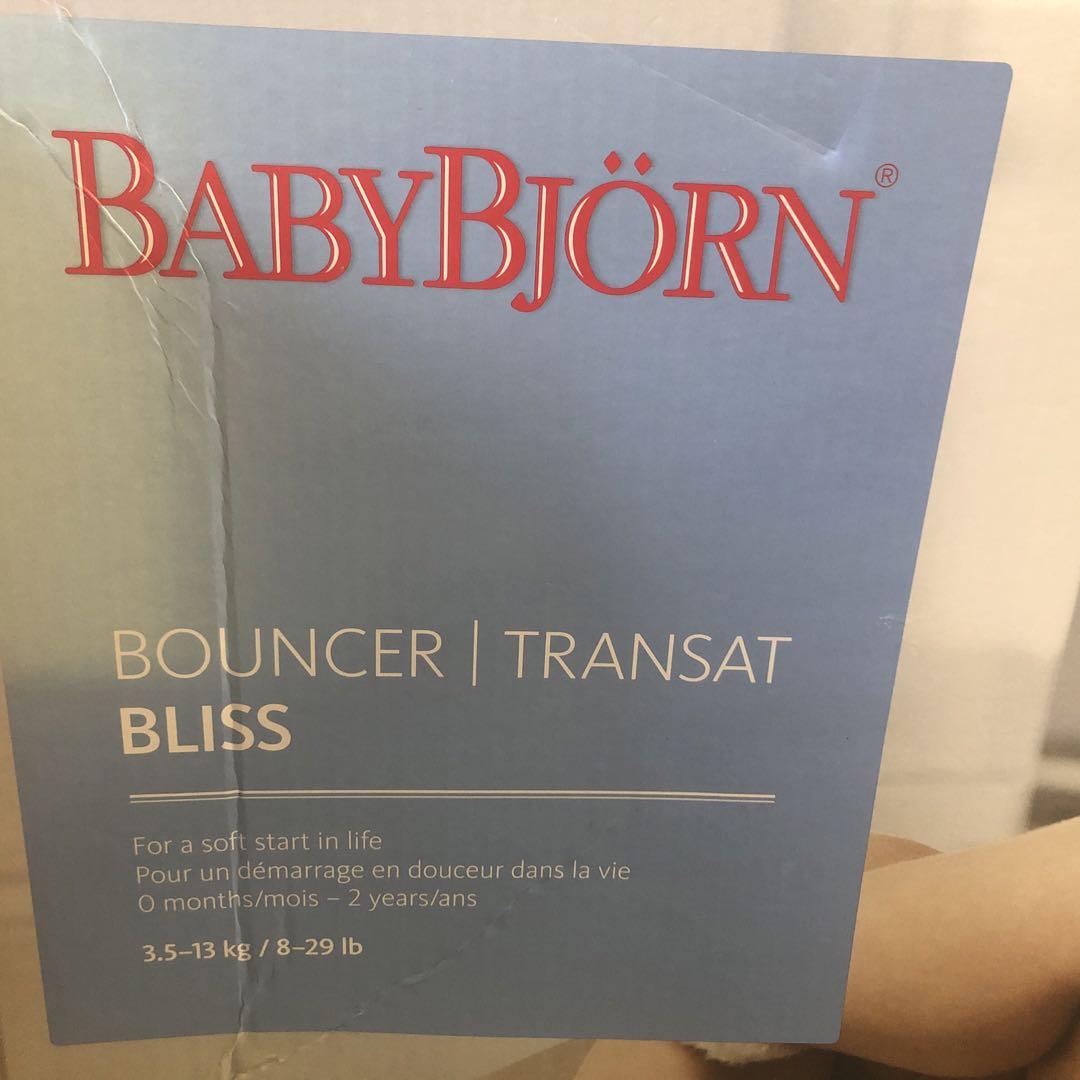 BABYBJÖRN®
BOUNCER | TRANSAT
BLISS
For a soft start in life
Pour un démarrage en douceur dans la vie
0 months/mois – 2 years/ans
3.5–13 kg / 8–29 lb